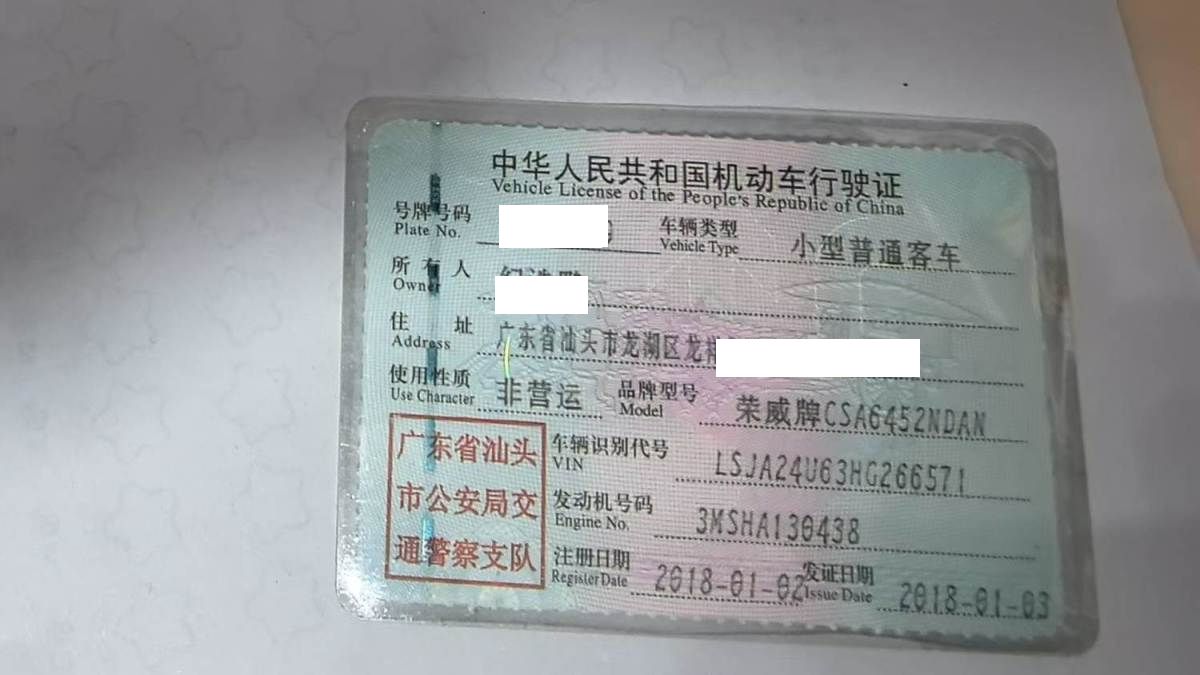 中华人民共和国机动车行驶证
Vehicle License of the People's Republic of China
号牌号码 车辆类型 小型普通客车
Plate No. Vehicle Type
所有人
Owner
住址 广东省汕头市龙湖区龙祥
Address
使用性质 非营运 品牌型号 荣威牌CSA6452NDAN
Use Character Model
广东省汕头
市公安局交
通警察支队
车辆识别代号 LSJA24U63HG266571
VIN
发动机号码 3MSHA130438
Engine No.
注册日期 2018-01-02 发证日期 2018-01-03
Register Date Issue Date